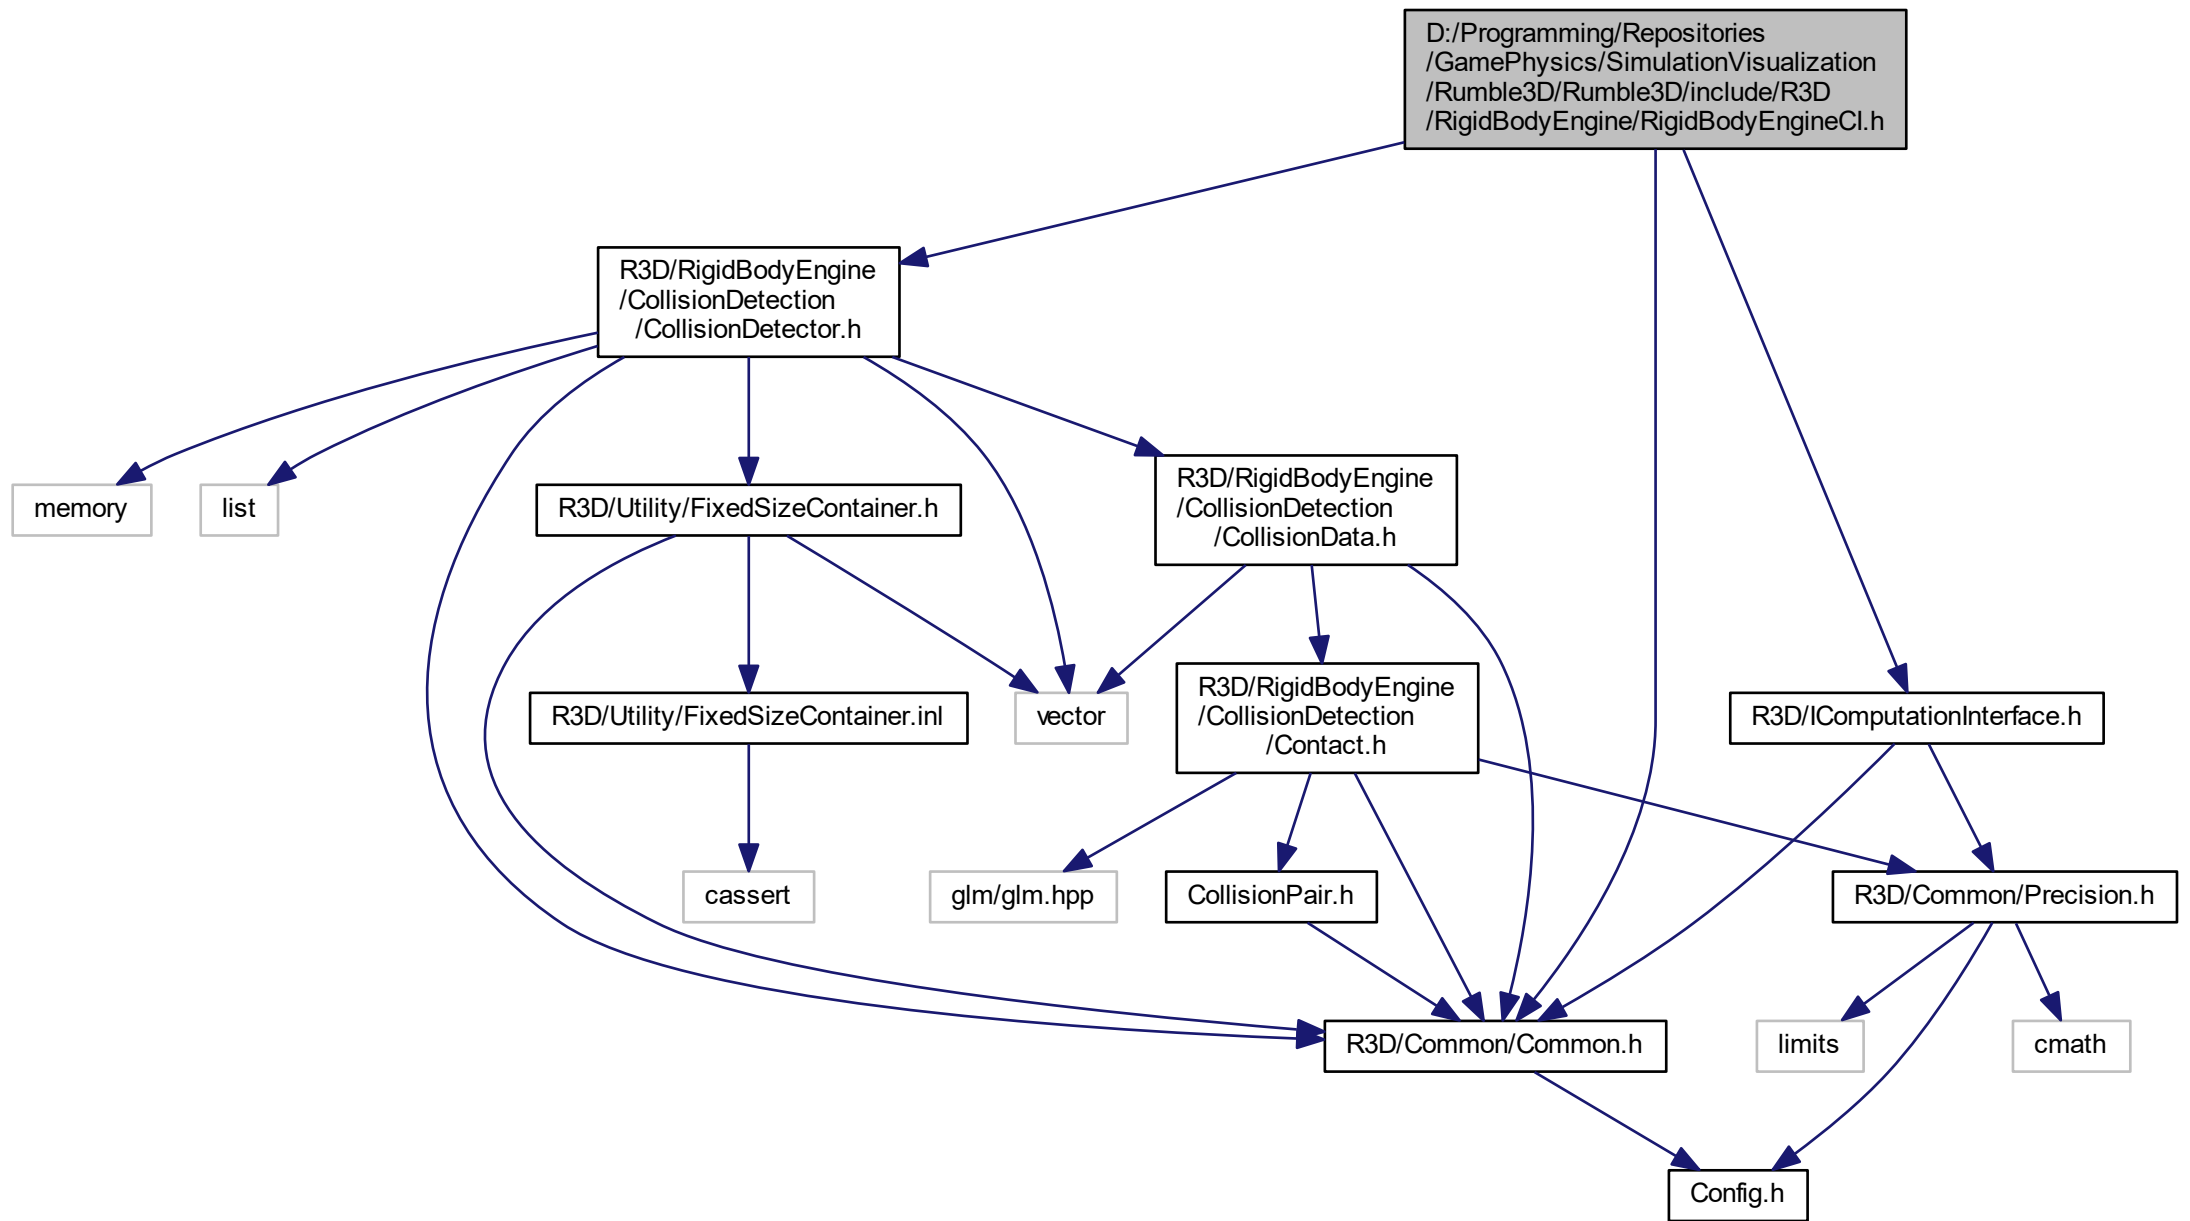 D:/Programming/Repositories
/GamePhysics/SimulationVisualization
/Rumble3D/Rumble3D/include/R3D
/RigidBodyEngine/RigidBodyEngineCI.h
R3D/RigidBodyEngine
/CollisionDetection
/CollisionDetector.h
memory
list
R3D/Utility/FixedSizeContainer.h
R3D/RigidBodyEngine
/CollisionDetection
/CollisionData.h
R3D/Utility/FixedSizeContainer.inl
vector
R3D/RigidBodyEngine
/CollisionDetection
/Contact.h
R3D/IComputationInterface.h
cassert
glm/glm.hpp
CollisionPair.h
R3D/Common/Precision.h
R3D/Common/Common.h
limits
cmath
Config.h